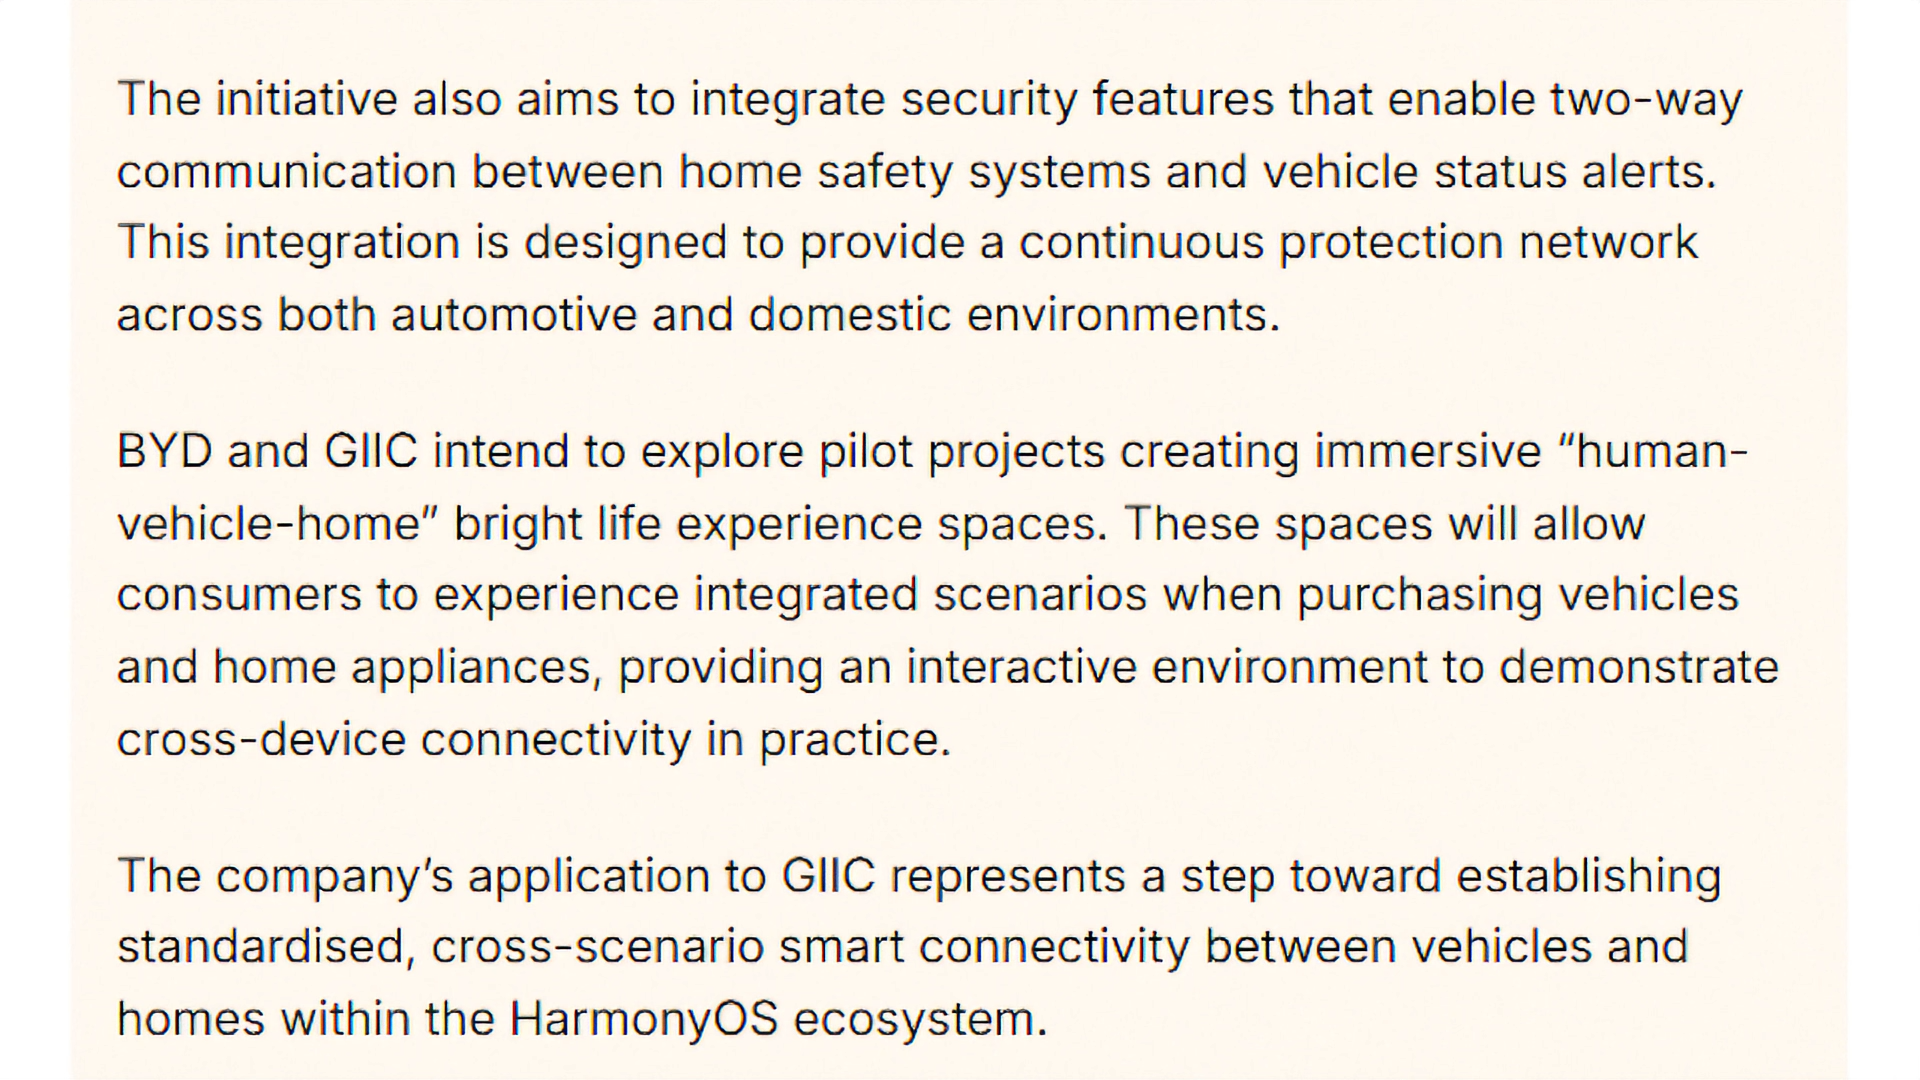 The initiative also aims to integrate security features that enable two-way
communication between home safety systems and vehicle status alerts.
This integration is designed to provide a continuous protection network
across both automotive and domestic environments.
BYD and GIIC intend to explore pilot projects creating immersive “human-
vehicle-home” bright life experience spaces. These spaces will allow
consumers to experience integrated scenarios when purchasing vehicles
and home appliances, providing an interactive environment to demonstrate
cross-device connectivity in practice.
The company’s application to GIIC represents a step toward establishing
standardised, cross-scenario smart connectivity between vehicles and
homes within the HarmonyOS ecosystem.